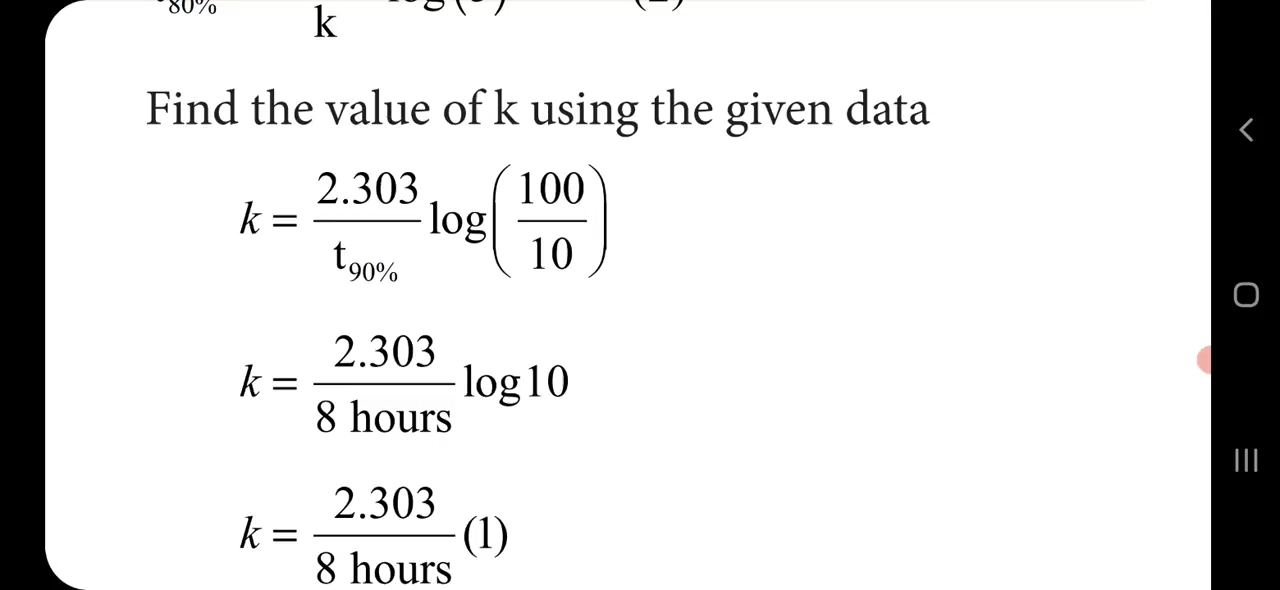 80%
k
Find the value of k using the given data
k = 2.303 / t90% log(100 / 10)
k = 2.303 / 8 hours log10
k = 2.303 / 8 hours (1)